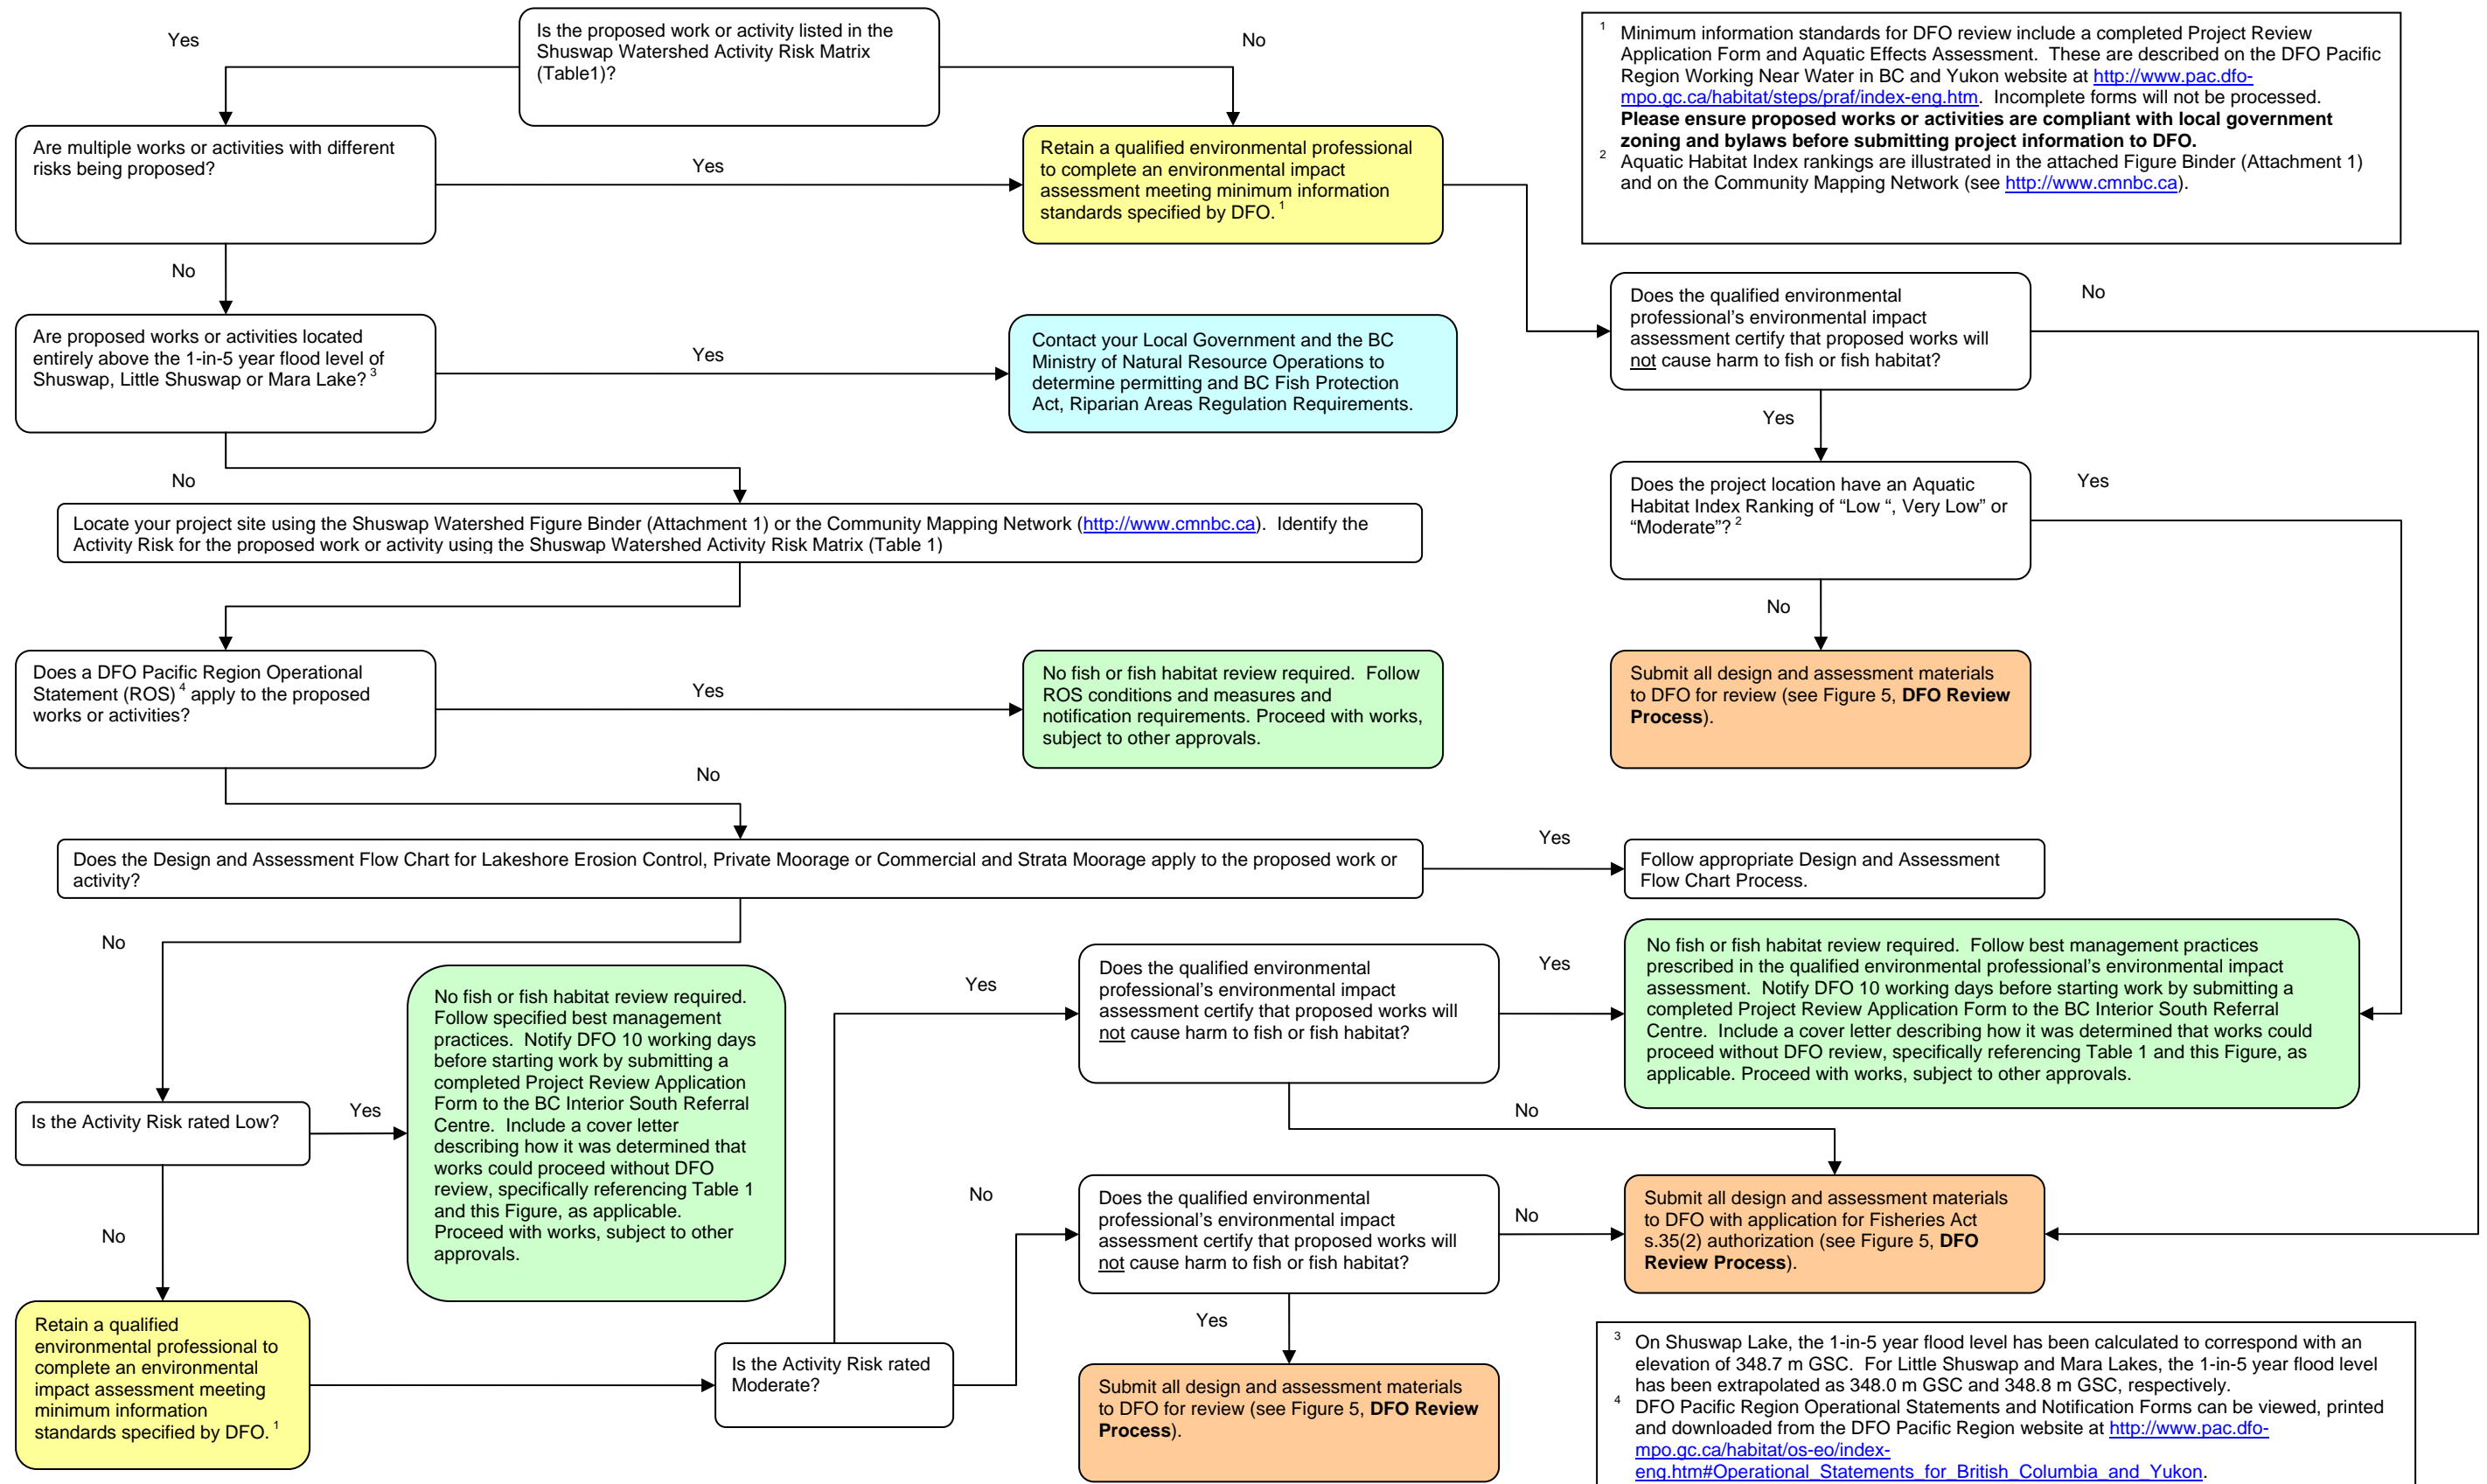 Yes
Is the proposed work or activity listed in the
Shuswap Watershed Activity Risk Matrix
(Table1)?
No
1 Minimum information standards for DFO review include a completed Project Review
Application Form and Aquatic Effects Assessment. These are described on the DFO Pacific
Region Working Near Water in BC and Yukon website at http://www.pac.dfo-
mpo.gc.ca/habitat/steps/praf/index-eng.htm. Incomplete forms will not be processed.
Please ensure proposed works or activities are compliant with local government
zoning and bylaws before submitting project information to DFO.
2 Aquatic Habitat Index rankings are illustrated in the attached Figure Binder (Attachment 1)
and on the Community Mapping Network (see http://www.cmnbc.ca).
Are multiple works or activities with different
risks being proposed?
Yes
Retain a qualified environmental professional
to complete an environmental impact
assessment meeting minimum information
standards specified by DFO. 1
No
Does the qualified environmental
professional's environmental impact
assessment certify that proposed works will
not cause harm to fish or fish habitat?
No
Are proposed works or activities located
entirely above the 1-in-5 year flood level of
Shuswap, Little Shuswap or Mara Lake? 3
Yes
Contact your Local Government and the BC
Ministry of Natural Resource Operations to
determine permitting and BC Fish Protection
Act, Riparian Areas Regulation Requirements.
Yes
No
Does the project location have an Aquatic
Habitat Index Ranking of “Low “, Very Low” or
“Moderate”? 2
Yes
Locate your project site using the Shuswap Watershed Figure Binder (Attachment 1) or the Community Mapping Network (http://www.cmnbc.ca). Identify the
Activity Risk for the proposed work or activity using the Shuswap Watershed Activity Risk Matrix (Table 1)
No
Does a DFO Pacific Region Operational
Statement (ROS) 4 apply to the proposed
works or activities?
Yes
No fish or fish habitat review required. Follow
ROS conditions and measures and
notification requirements. Proceed with works,
subject to other approvals.
Submit all design and assessment materials
to DFO for review (see Figure 5, DFO Review
Process).
No
Does the Design and Assessment Flow Chart for Lakeshore Erosion Control, Private Moorage or Commercial and Strata Moorage apply to the proposed work or
activity?
Yes
Follow appropriate Design and Assessment
Flow Chart Process.
No
No fish or fish habitat review required.
Follow specified best management
practices. Notify DFO 10 working days
before starting work by submitting a
completed Project Review Application
Form to the BC Interior South Referral
Centre. Include a cover letter
describing how it was determined that
works could proceed without DFO
review, specifically referencing Table 1
and this Figure, as applicable.
Proceed with works, subject to other
approvals.
Yes
Does the qualified environmental
professional's environmental impact
assessment certify that proposed works will
not cause harm to fish or fish habitat?
Yes
No fish or fish habitat review required. Follow best management practices
prescribed in the qualified environmental professional's environmental impact
assessment. Notify DFO 10 working days before starting work by submitting a
completed Project Review Application Form to the BC Interior South Referral
Centre. Include a cover letter describing how it was determined that works could
proceed without DFO review, specifically referencing Table 1 and this Figure, as
applicable. Proceed with works, subject to other approvals.
Is the Activity Risk rated Low?
Yes
No
No
No
Does the qualified environmental
professional's environmental impact
assessment certify that proposed works will
not cause harm to fish or fish habitat?
No
Submit all design and assessment materials
to DFO with application for Fisheries Act
s.35(2) authorization (see Figure 5, DFO
Review Process).
Retain a qualified
environmental professional to
complete an environmental
impact assessment meeting
minimum information
standards specified by DFO. 1
Is the Activity Risk rated
Moderate?
Yes
Submit all design and assessment materials
to DFO for review (see Figure 5, DFO Review
Process).
3 On Shuswap Lake, the 1-in-5 year flood level has been calculated to correspond with an
elevation of 348.7 m GSC. For Little Shuswap and Mara Lakes, the 1-in-5 year flood level
has been extrapolated as 348.0 m GSC and 348.8 m GSC, respectively.
4 DFO Pacific Region Operational Statements and Notification Forms can be viewed, printed
and downloaded from the DFO Pacific Region website at http://www.pac.dfo-
mpo.gc.ca/habitat/os-eo/index-
eng.htm#Operational_Statements_for_British_Columbia_and_Yukon.